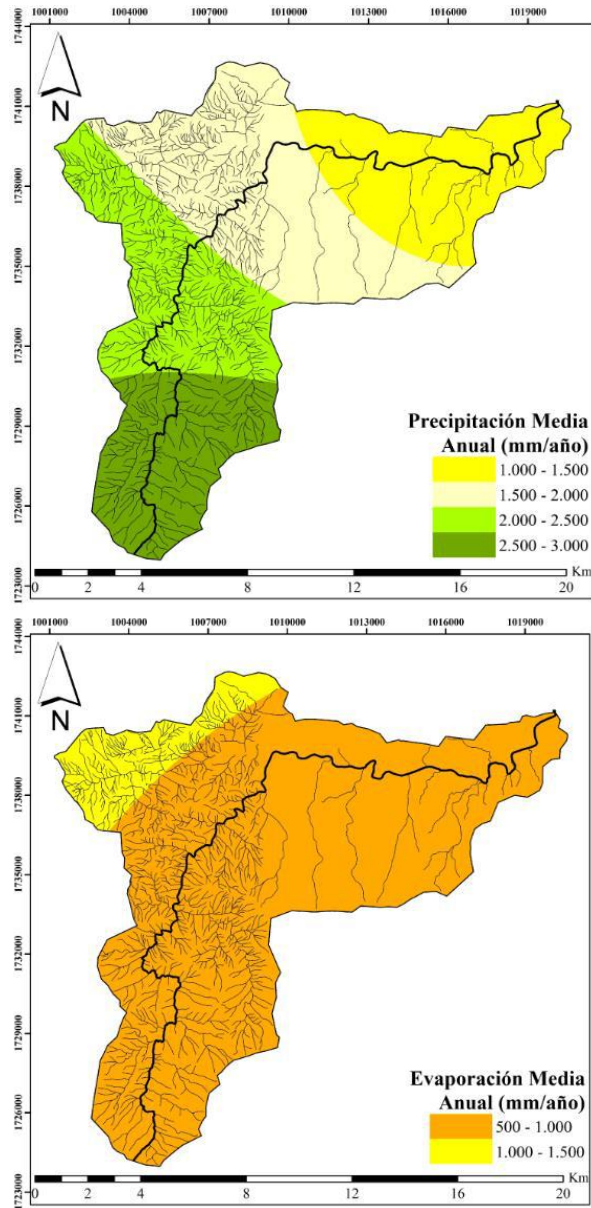 1001000 1004000 1007000 1010000 1013000 1016000 1019000
1744000
1741000
1738000
1735000
1732000
1729000
1726000
1723000
N
Precipitación Media
Anual (mm/año)
1.000 - 1.500
1.500 - 2.000
2.000 - 2.500
2.500 - 3.000
Km
0 2 4 8 12 16 20
1001000 1004000 1007000 1010000 1013000 1016000 1019000
1744000
1741000
1738000
1735000
1732000
1729000
1726000
1723000
N
Evaporación Media
Anual (mm/año)
500 - 1.000
1.000 - 1.500
Km
0 2 4 8 12 16 20